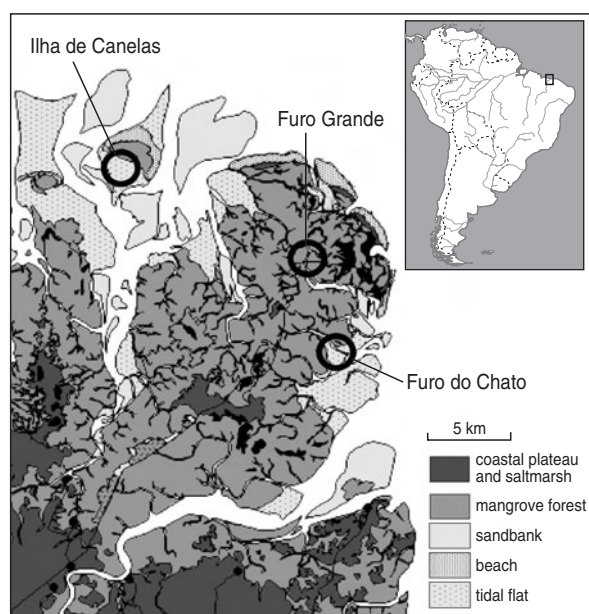 Ilha de Canelas
Furo Grande
Furo do Chato
5 km
coastal plateau
and saltmarsh
mangrove forest
sandbank
beach
tidal flat